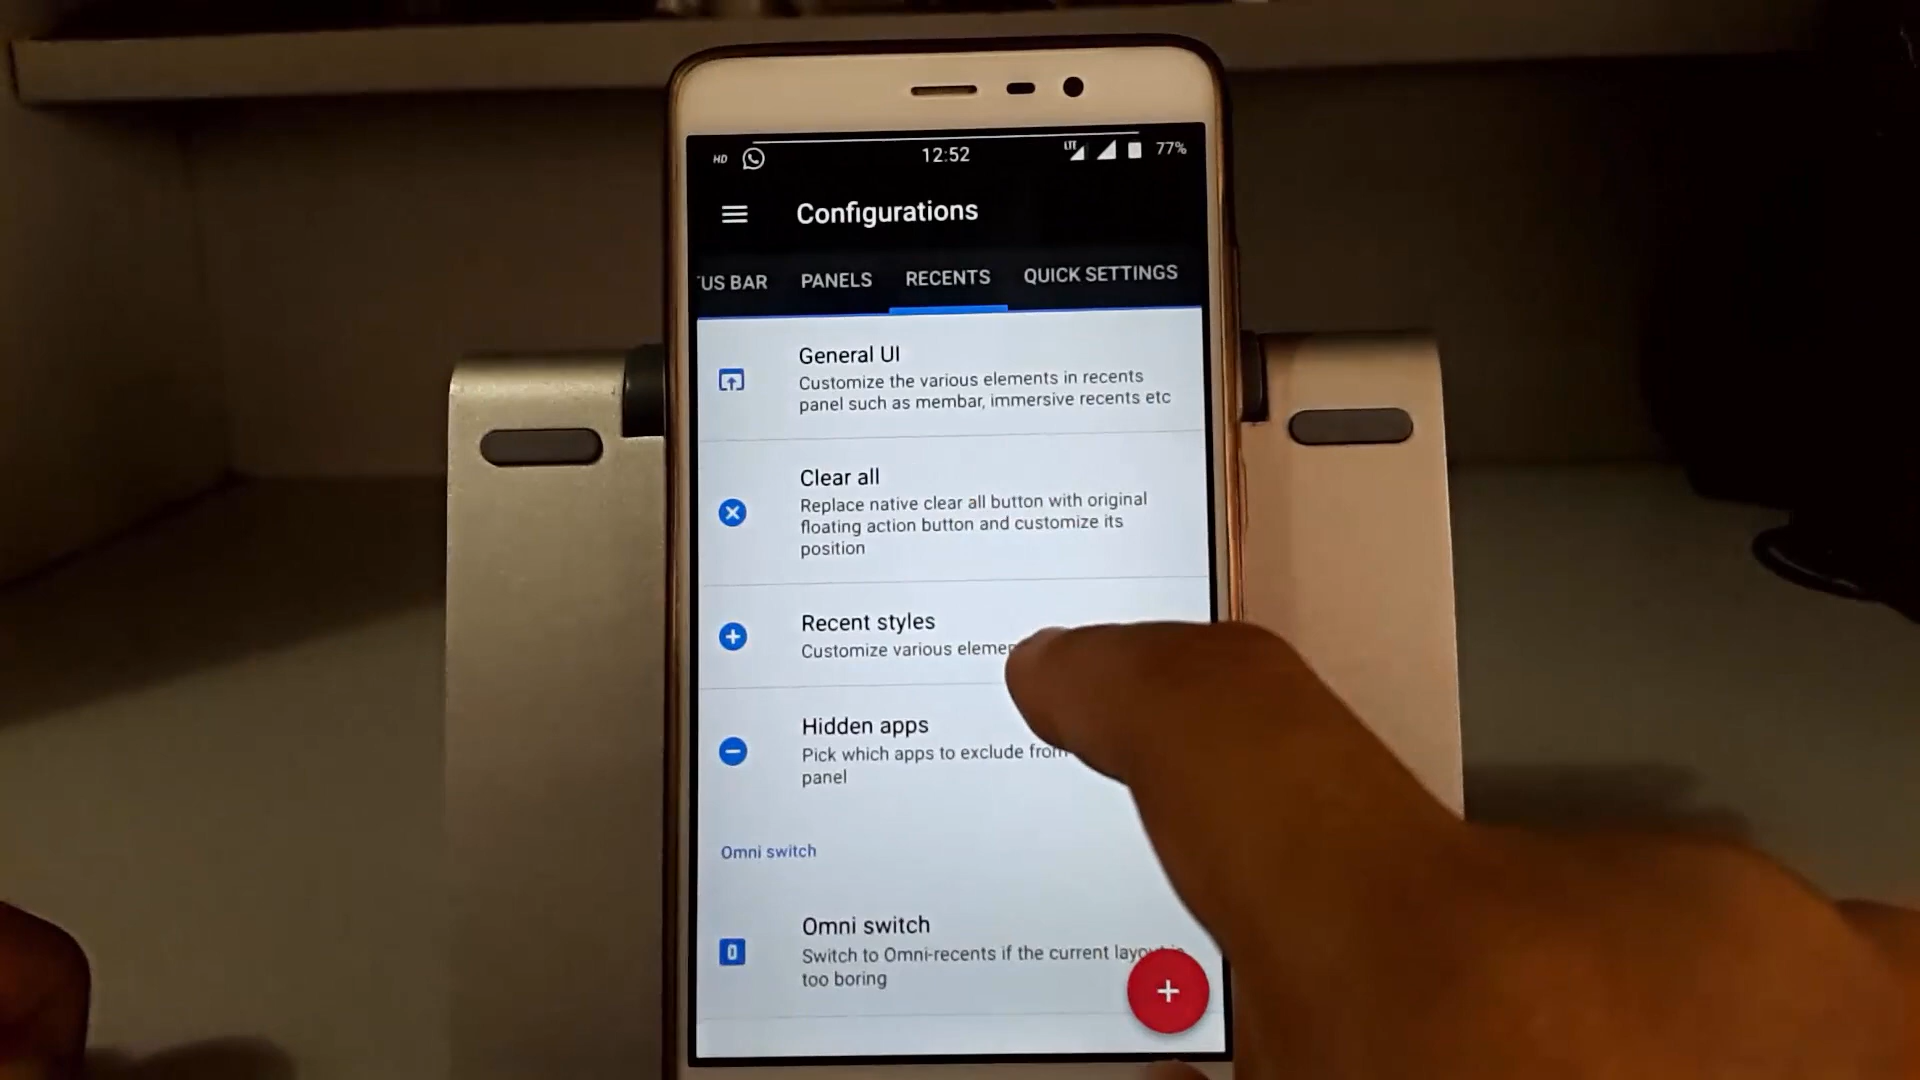 HD 12:52 LTE 77%
Configurations
US BAR PANELS RECENTS QUICK SETTINGS
General UI
Customize the various elements in recents
panel such as membar, immersive recents etc
Clear all
Replace native clear all button with original
floating action button and customize its
position
Recent styles
Customize various
Hidden apps
Pick which apps to exclude from
panel
Omni switch
Omni switch
Switch to Omni-recents if the current
too boring